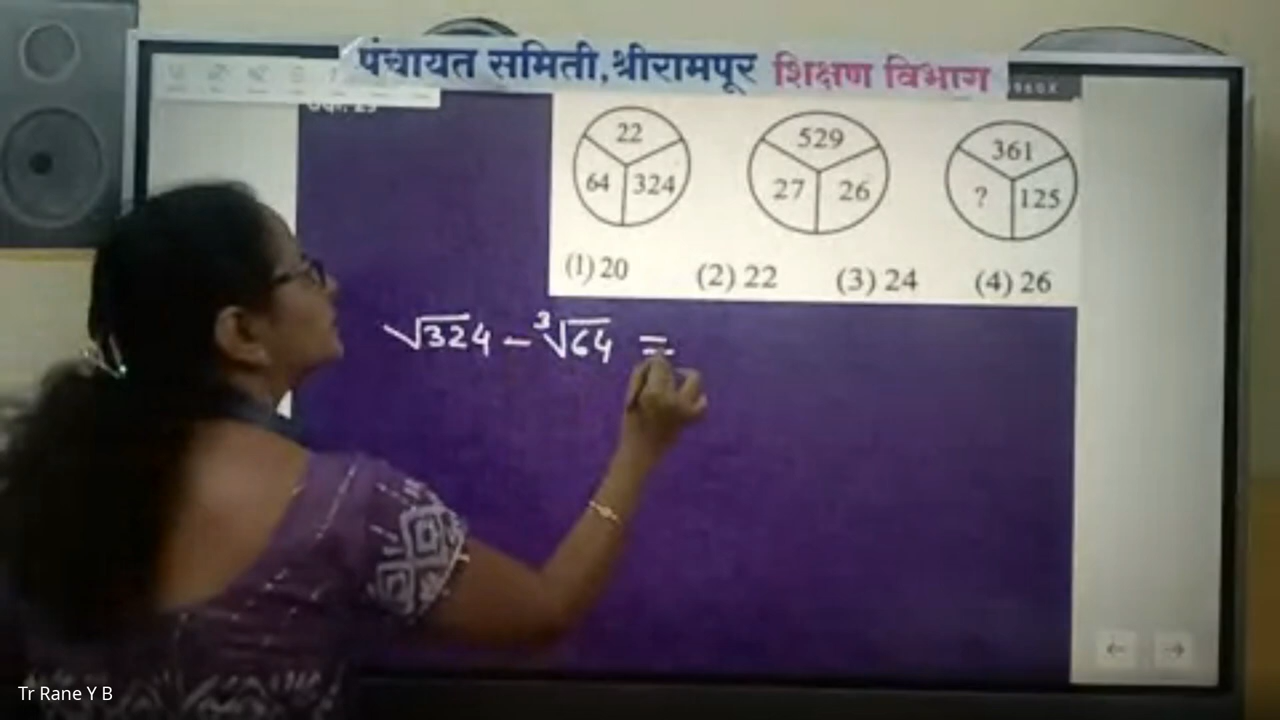 पंचायत समिती,श्रीरामपूर शिक्षण विभाग
22
64 324
529
27 26
361
? 125
(1) 20 (2) 22 (3) 24 (4) 26
√324 - ∛64 =
Tr Rane Y B